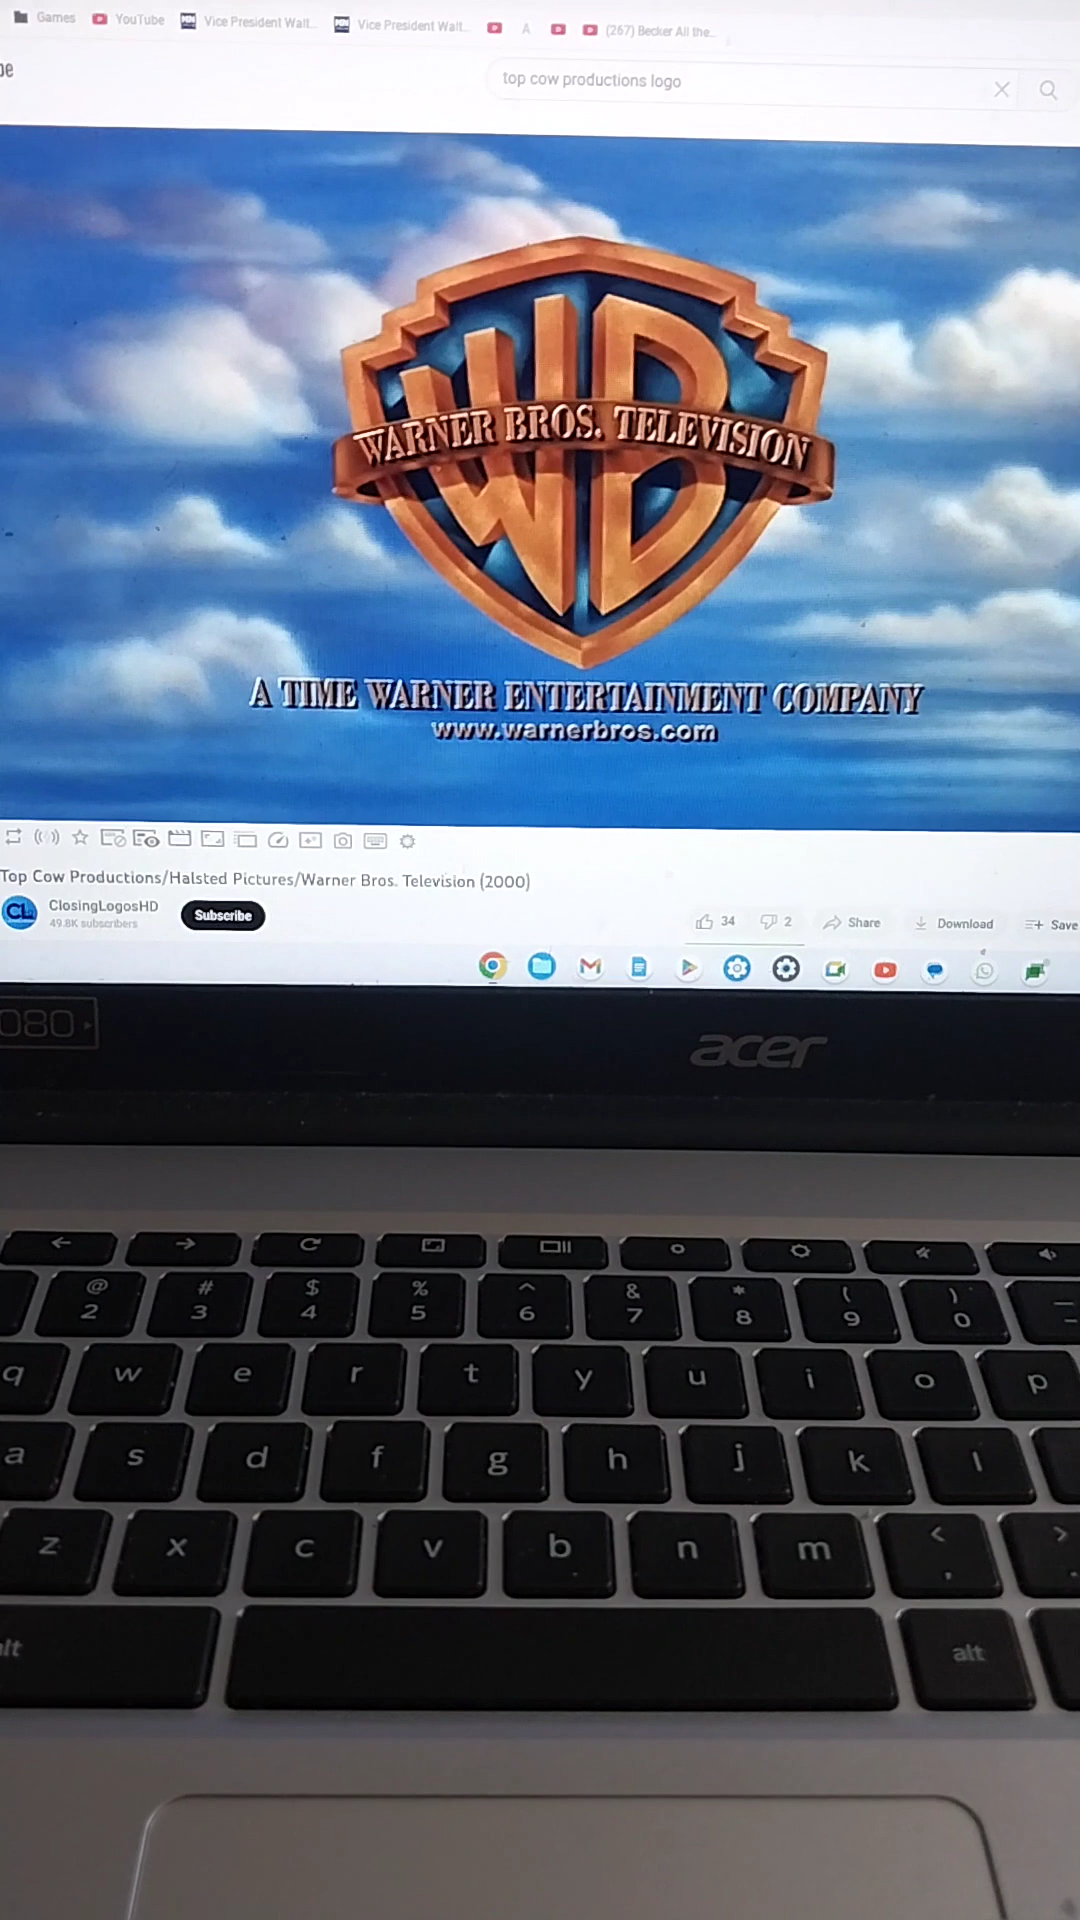 Games YouTube Vice President Walt... Vice President Walt... A (267) Becker All the...
top cow productions logo
WARNER BROS. TELEVISION
A TIME WARNER ENTERTAINMENT COMPANY
www.warnerbros.com
Top Cow Productions/Halsted Pictures/Warner Bros. Television (2000)
CL
ClosingLogosHD
49.8K subscribers
Subscribe
34
2
Share
Download
Save
acer
@ # $ % ^ & * ( )
2 3 4 5 6 7 8 9 0
q w e r t y u i o p
a s d f g h j k l
z x c v b n m < ,  >
alt